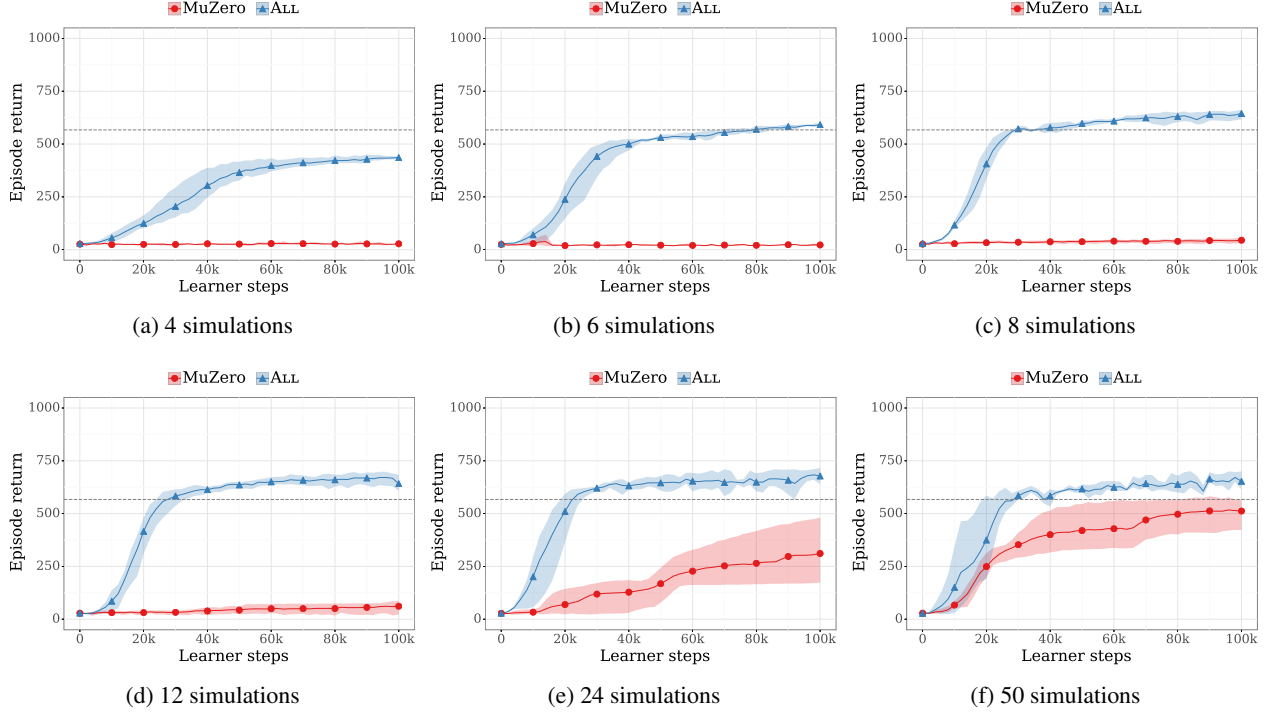 MuZero ALL
1000
750
500
250
0
Episode return
0 20k 40k 60k 80k 100k
Learner steps
(a) 4 simulations
MuZero ALL
1000
750
500
250
0
Episode return
0 20k 40k 60k 80k 100k
Learner steps
(b) 6 simulations
MuZero ALL
1000
750
500
250
0
Episode return
0 20k 40k 60k 80k 100k
Learner steps
(c) 8 simulations
MuZero ALL
1000
750
500
250
0
Episode return
0 20k 40k 60k 80k 100k
Learner steps
(d) 12 simulations
MuZero ALL
1000
750
500
250
0
Episode return
0 20k 40k 60k 80k 100k
Learner steps
(e) 24 simulations
MuZero ALL
1000
750
500
250
0
Episode return
0 20k 40k 60k 80k 100k
Learner steps
(f) 50 simulations